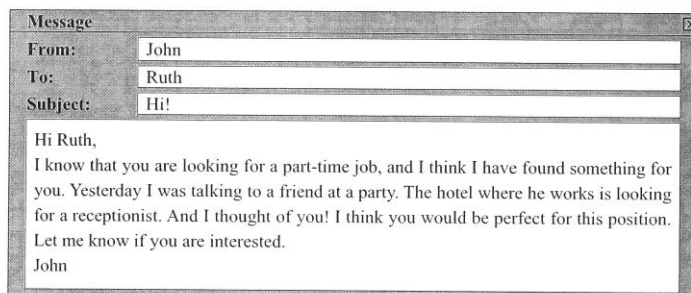 Message
From: John
To: Ruth
Subject: Hi!
Hi Ruth,
I know that you are looking for a part-time job, and I think I have found something for
you. Yesterday I was talking to a friend at a party. The hotel where he works is looking
for a receptionist. And I thought of you! I think you would be perfect for this position.
Let me know if you are interested.
John